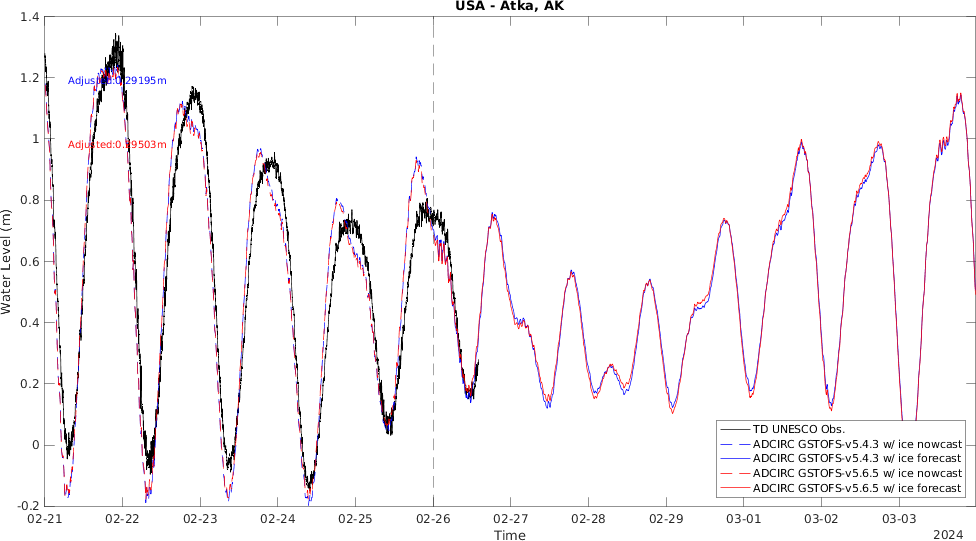 USA - Atka, AK
1.4
1.2
1
0.8
0.6
0.4
0.2
0
-0.2
Water Level (m)
Adjusted:0.29195m
Adjusted:0.29503m
TD UNESCO Obs.
ADCIRC GSTOFS-v5.4.3 w/ ice nowcast
ADCIRC GSTOFS-v5.4.3 w/ ice forecast
ADCIRC GSTOFS-v5.6.5 w/ ice nowcast
ADCIRC GSTOFS-v5.6.5 w/ ice forecast
02-21 02-22 02-23 02-24 02-25 02-26 02-27 02-28 02-29 03-01 03-02 03-03
Time
2024